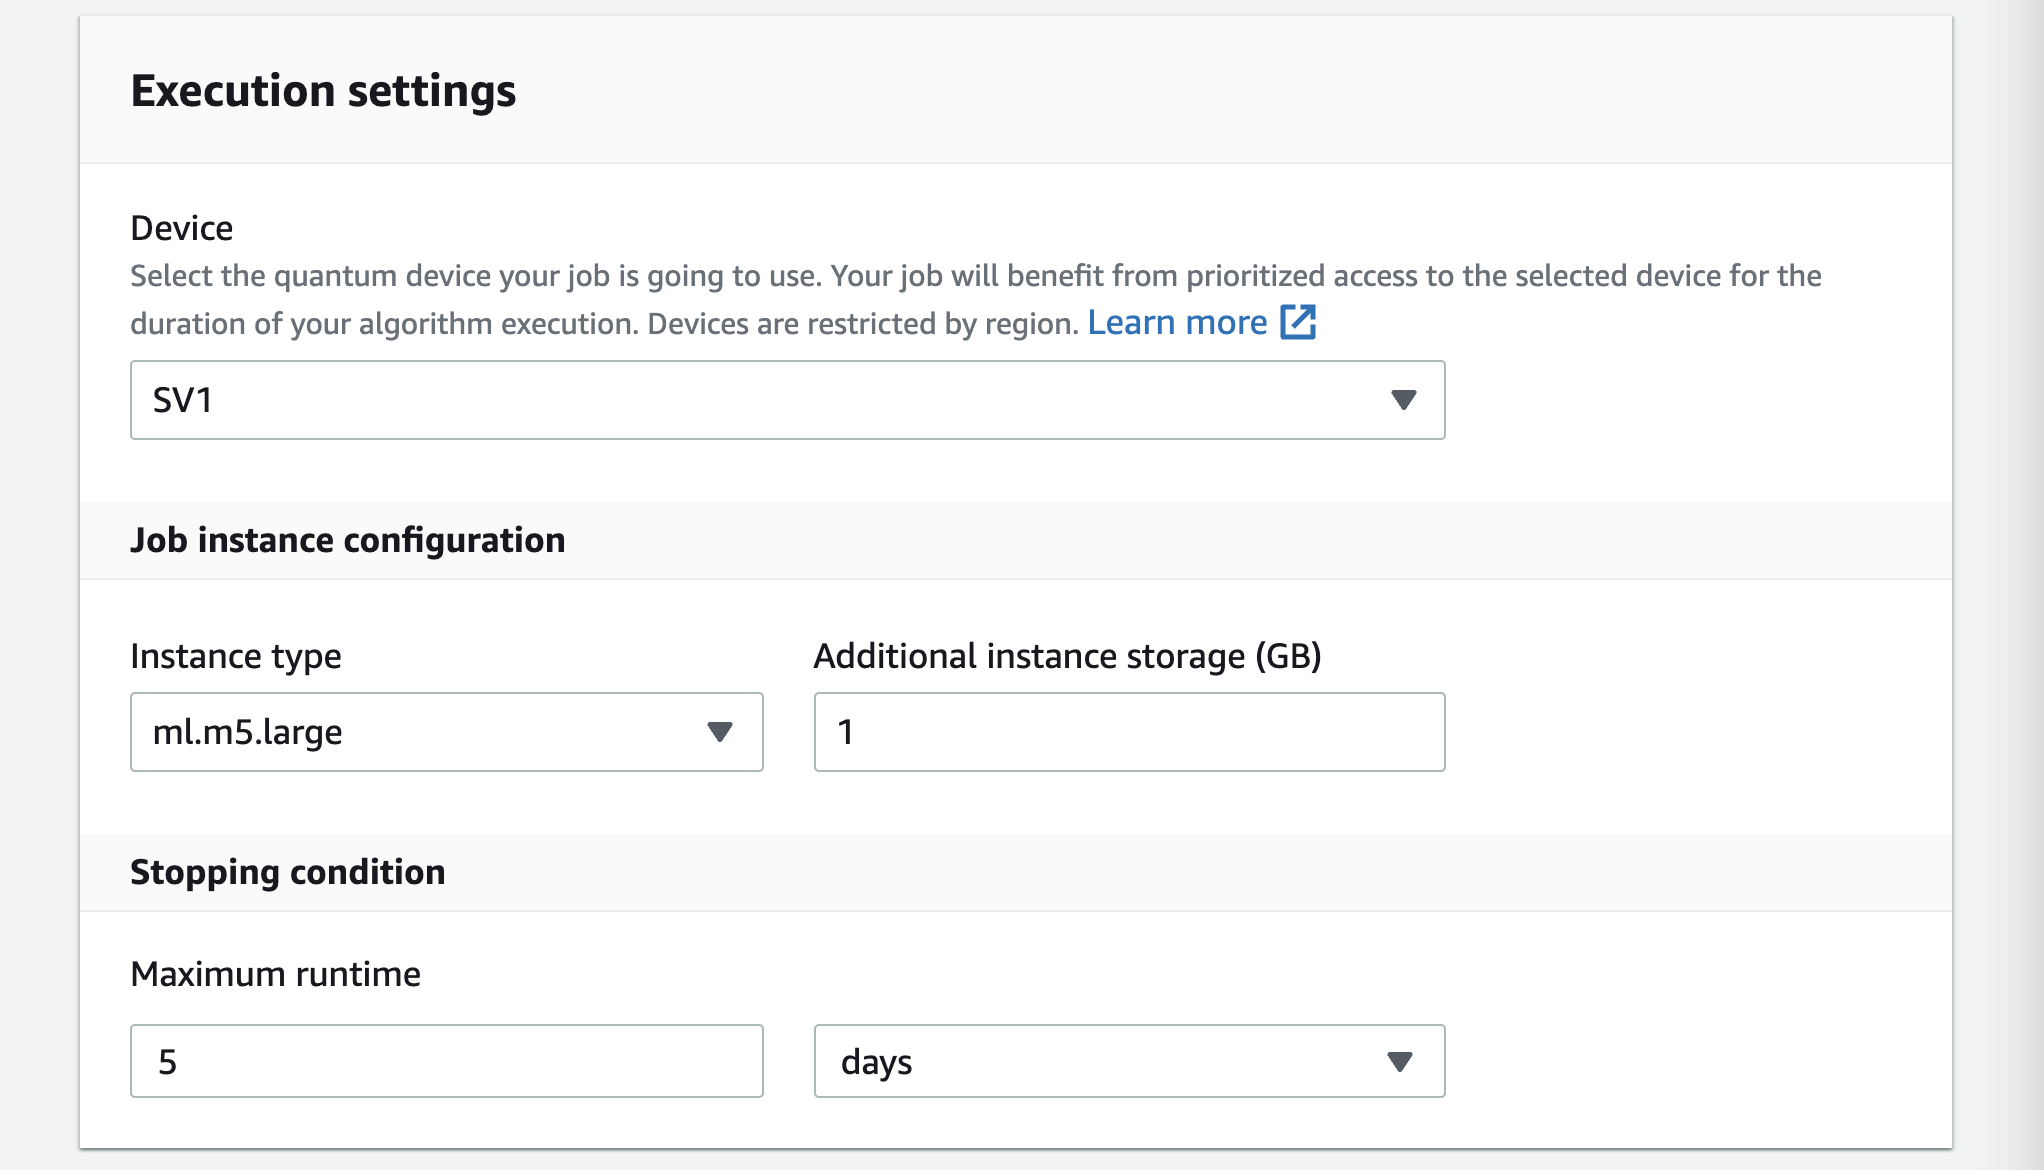 Execution settings
Device
Select the quantum device your job is going to use. Your job will benefit from prioritized access to the selected device for the
duration of your algorithm execution. Devices are restricted by region. Learn more
SV1
Job instance configuration
Instance type
Additional instance storage (GB)
ml.m5.large
1
Stopping condition
Maximum runtime
5
days